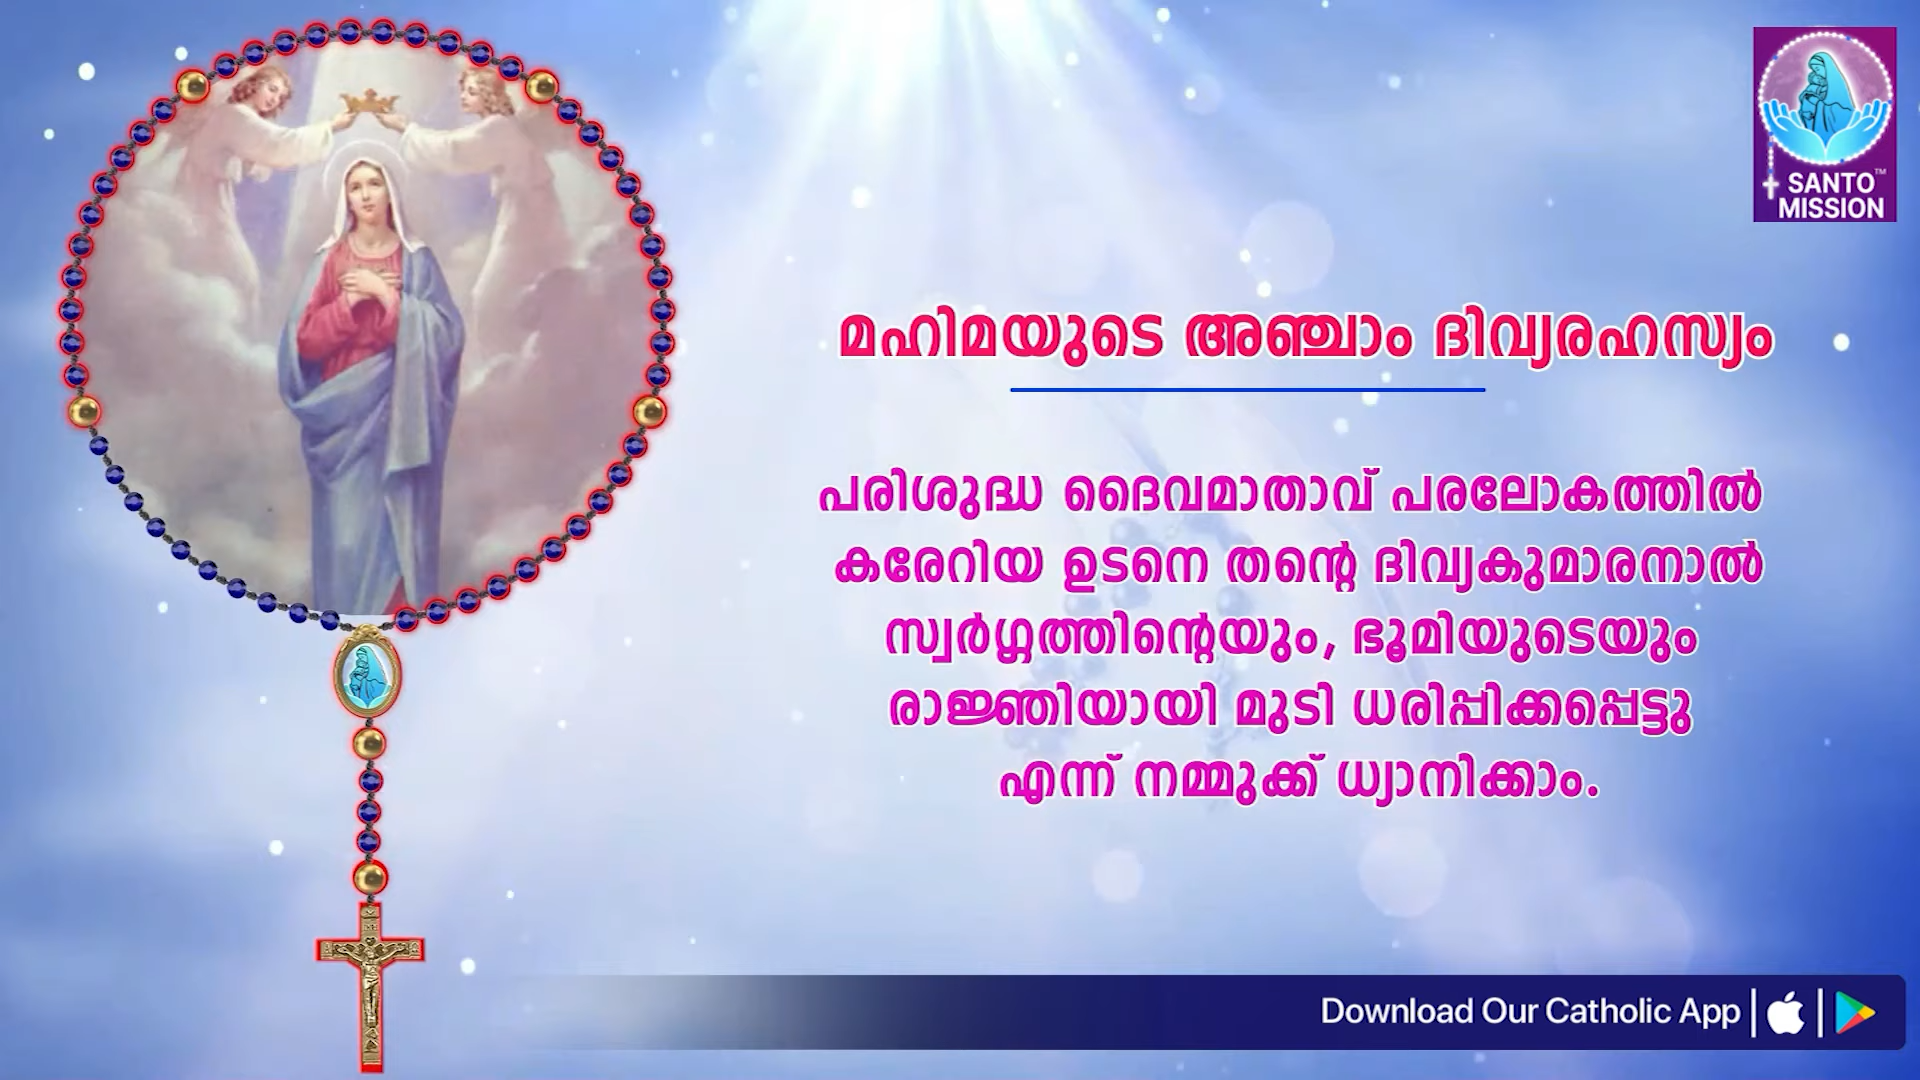 SANTO™
MISSION
മഹിമയുടെ അഞ്ചാം ദിവ്യരഹസ്യം
പരിശുദ്ധ ദൈവമാതാവ് പരലോകത്തിൽ
കരേറിയ ഉടനെ തന്റെ ദിവ്യകുമാരനാൽ
സ്വർഗ്ഗത്തിന്റെയും, ഭൂമിയുടെയും
രാജ്ഞിയായി മുടി ധരിപ്പിക്കപ്പെട്ടു
എന്ന് നമ്മുക്ക് ധ്യാനിക്കാം.
Download Our Catholic App